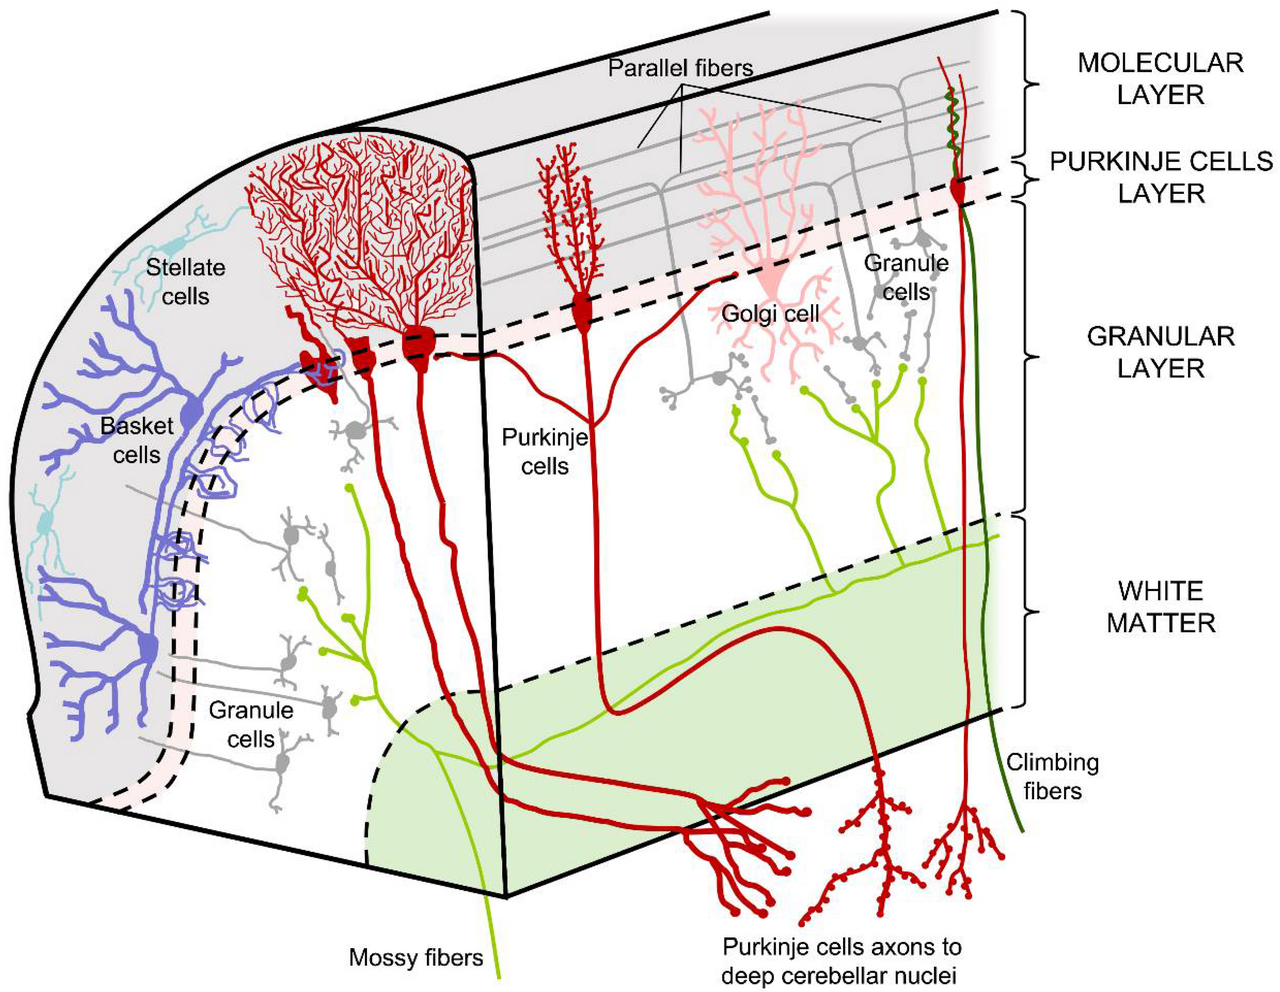 Parallel fibers
MOLECULAR
LAYER
PURKINJE CELLS
LAYER
Stellate
cells
Granule
cells
Golgi cell
GRANULAR
LAYER
Basket
cells
Purkinje
cells
WHITE
MATTER
Granule
cells
Climbing
fibers
Mossy fibers
Purkinje cells axons to
deep cerebellar nuclei